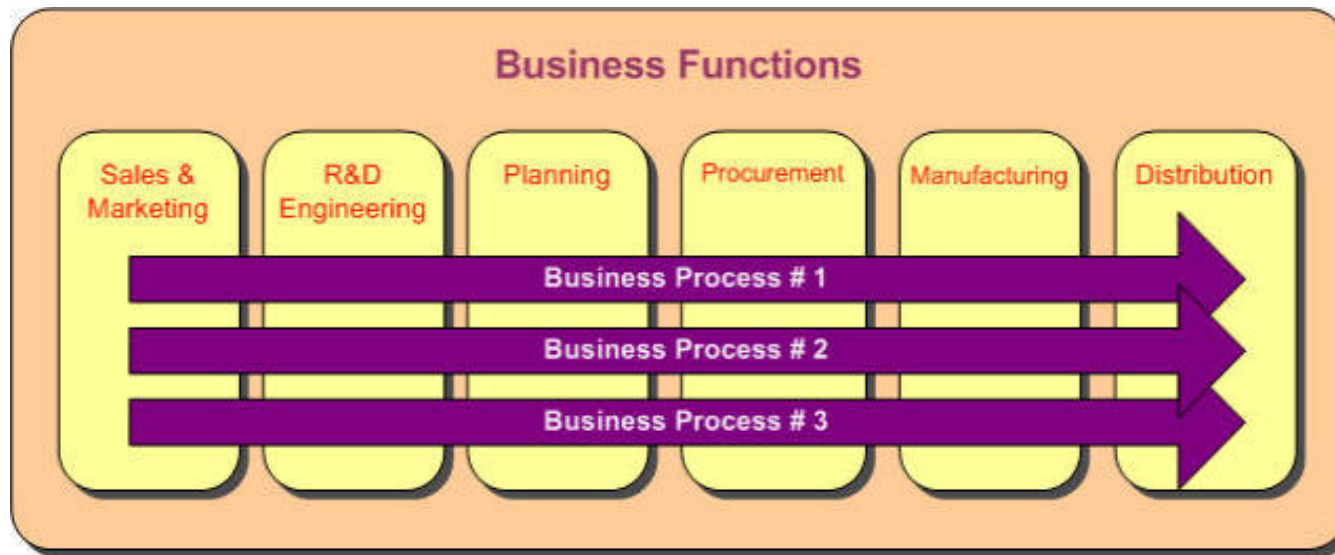 Business Functions
Sales &
Marketing
R&D
Engineering
Planning
Procurement
Manufacturing
Distribution
Business Process # 1
Business Process # 2
Business Process # 3